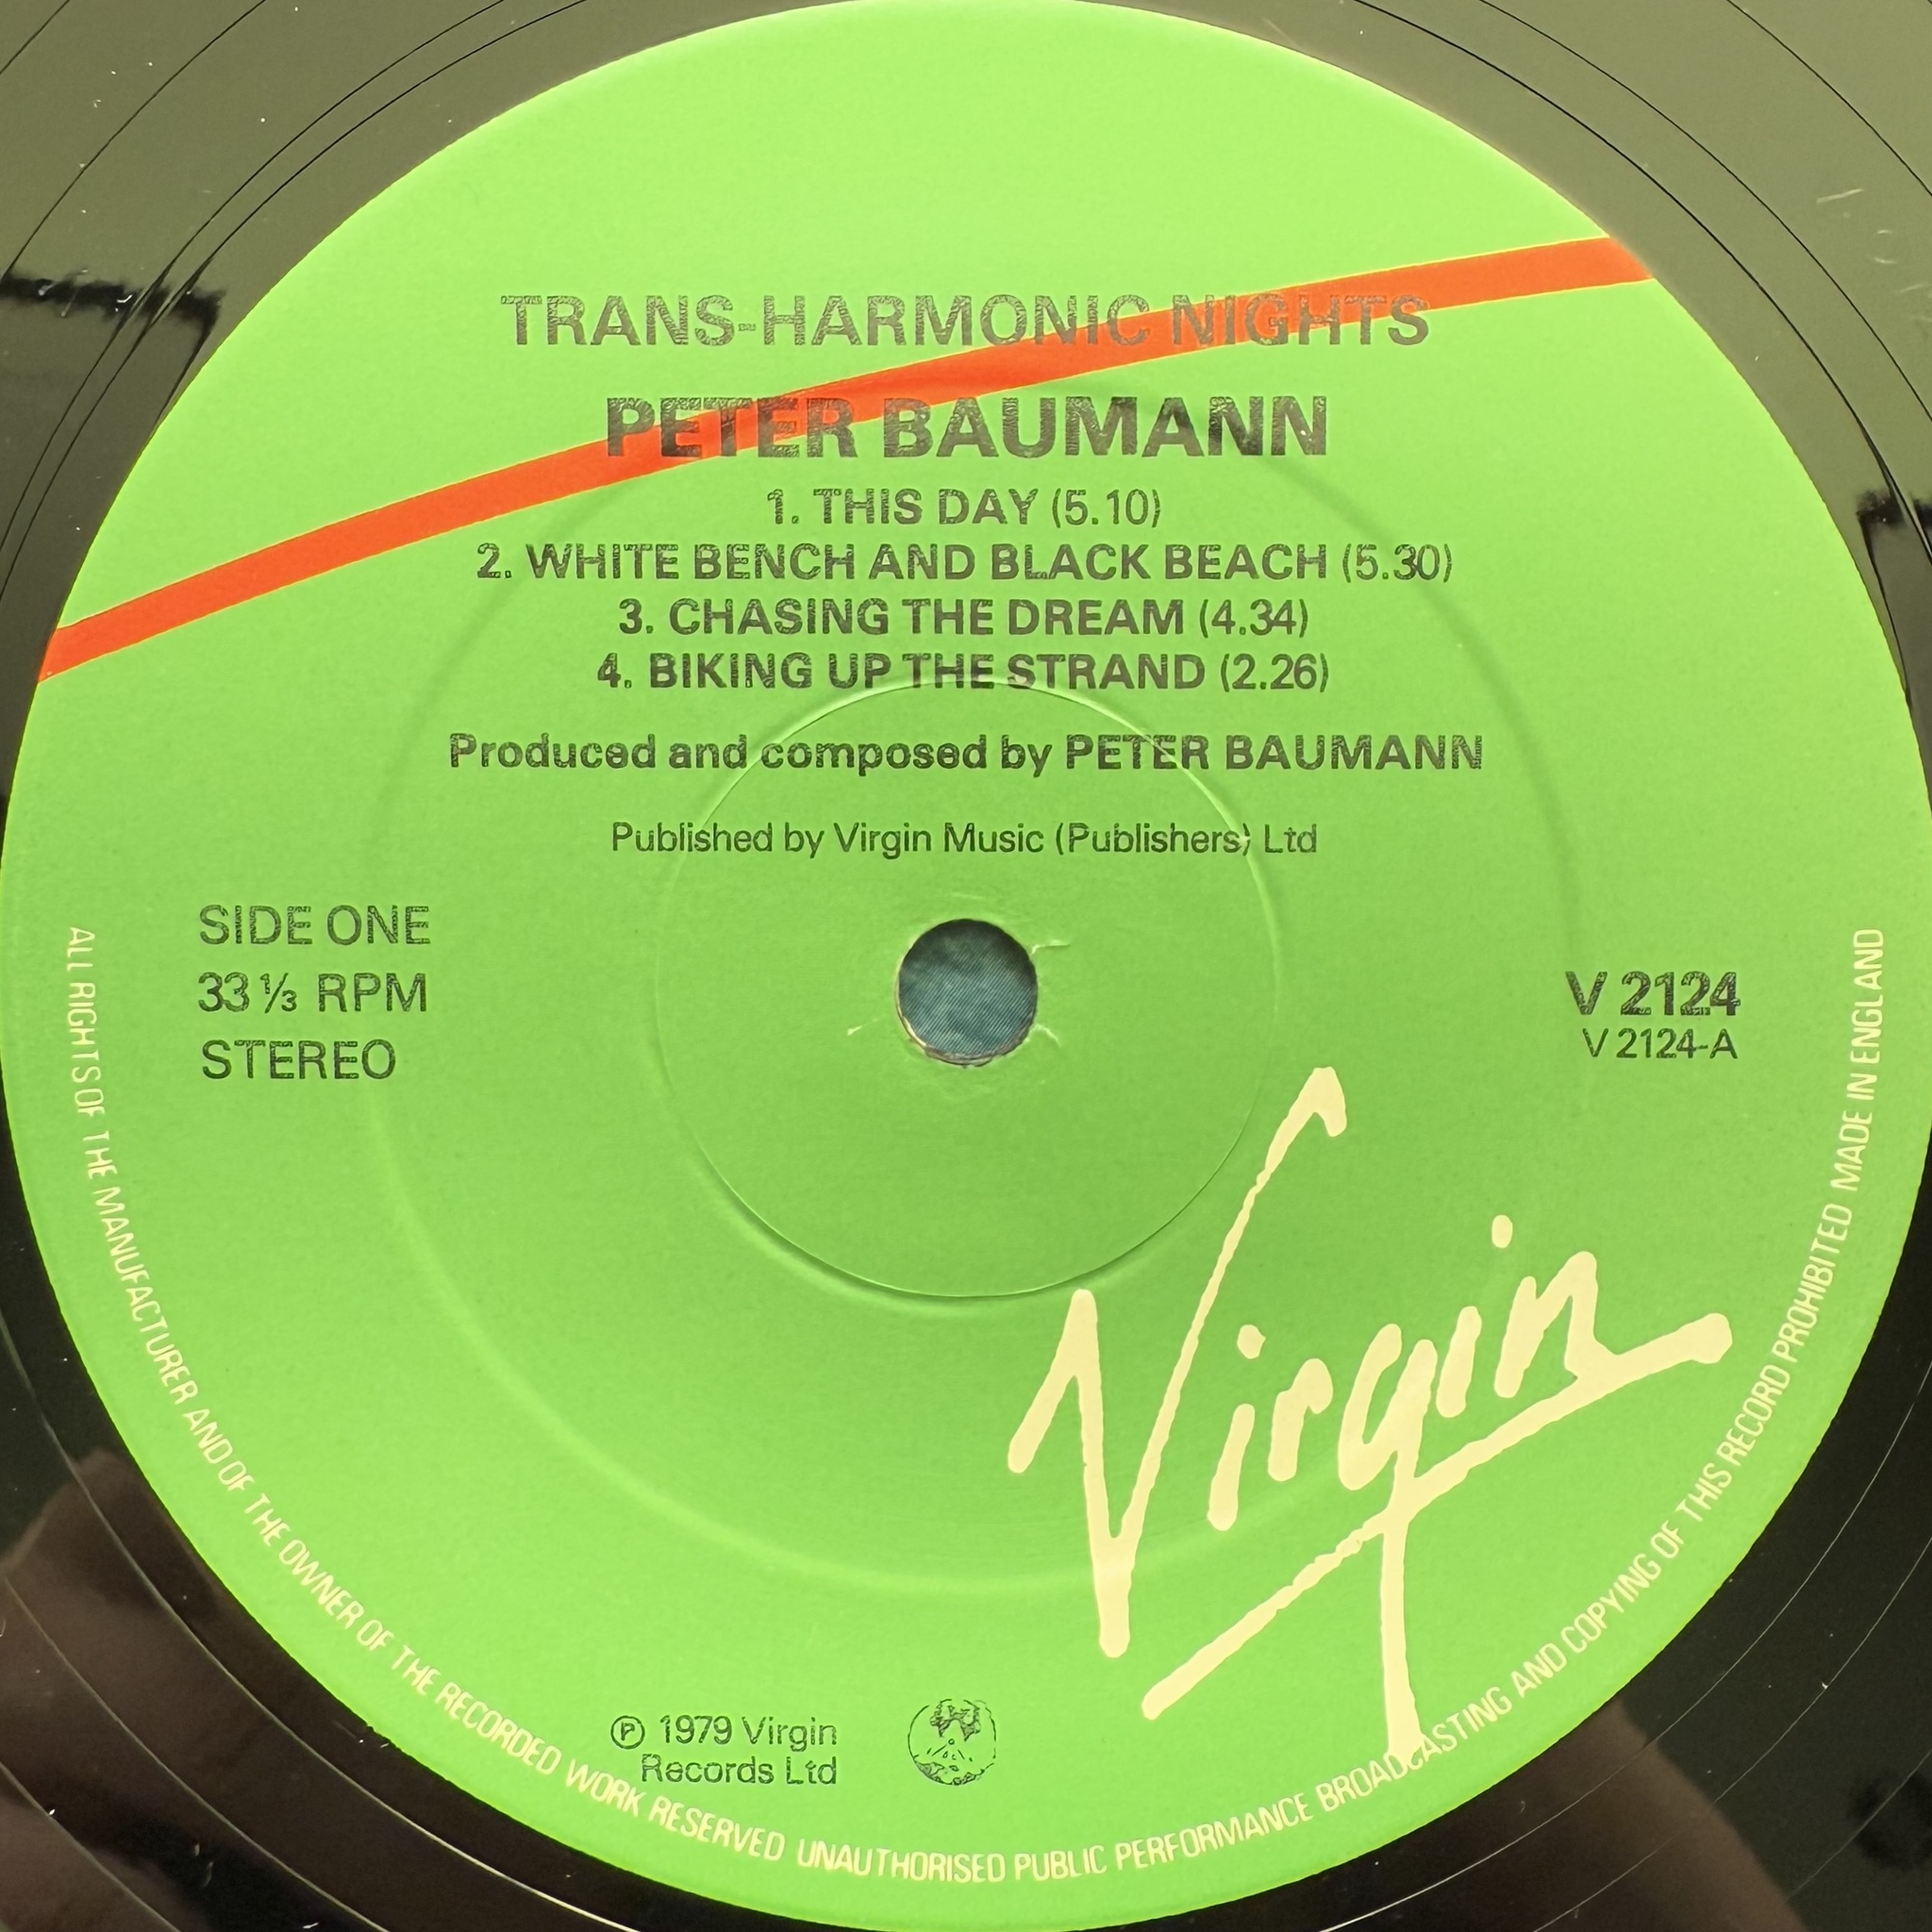 TRANS-HARMONIC NIGHTS
PETER BAUMANN
1. THIS DAY (5.10)
2. WHITE BENCH AND BLACK BEACH (5.30)
3. CHASING THE DREAM (4.34)
4. BIKING UP THE STRAND (2.26)
Produced and composed by PETER BAUMANN
Published by Virgin Music (Publishers) Ltd
SIDE ONE
33 ⅓ RPM
STEREO
V 2124
V 2124-A
Virgin
℗ 1979 Virgin
Records Ltd
ALL RIGHTS OF THE MANUFACTURER AND OF THE OWNER OF THE RECORDED WORK RESERVED UNAUTHORISED PUBLIC PERFORMANCE BROADCASTING AND COPYING OF THIS RECORD PROHIBITED MADE IN ENGLAND